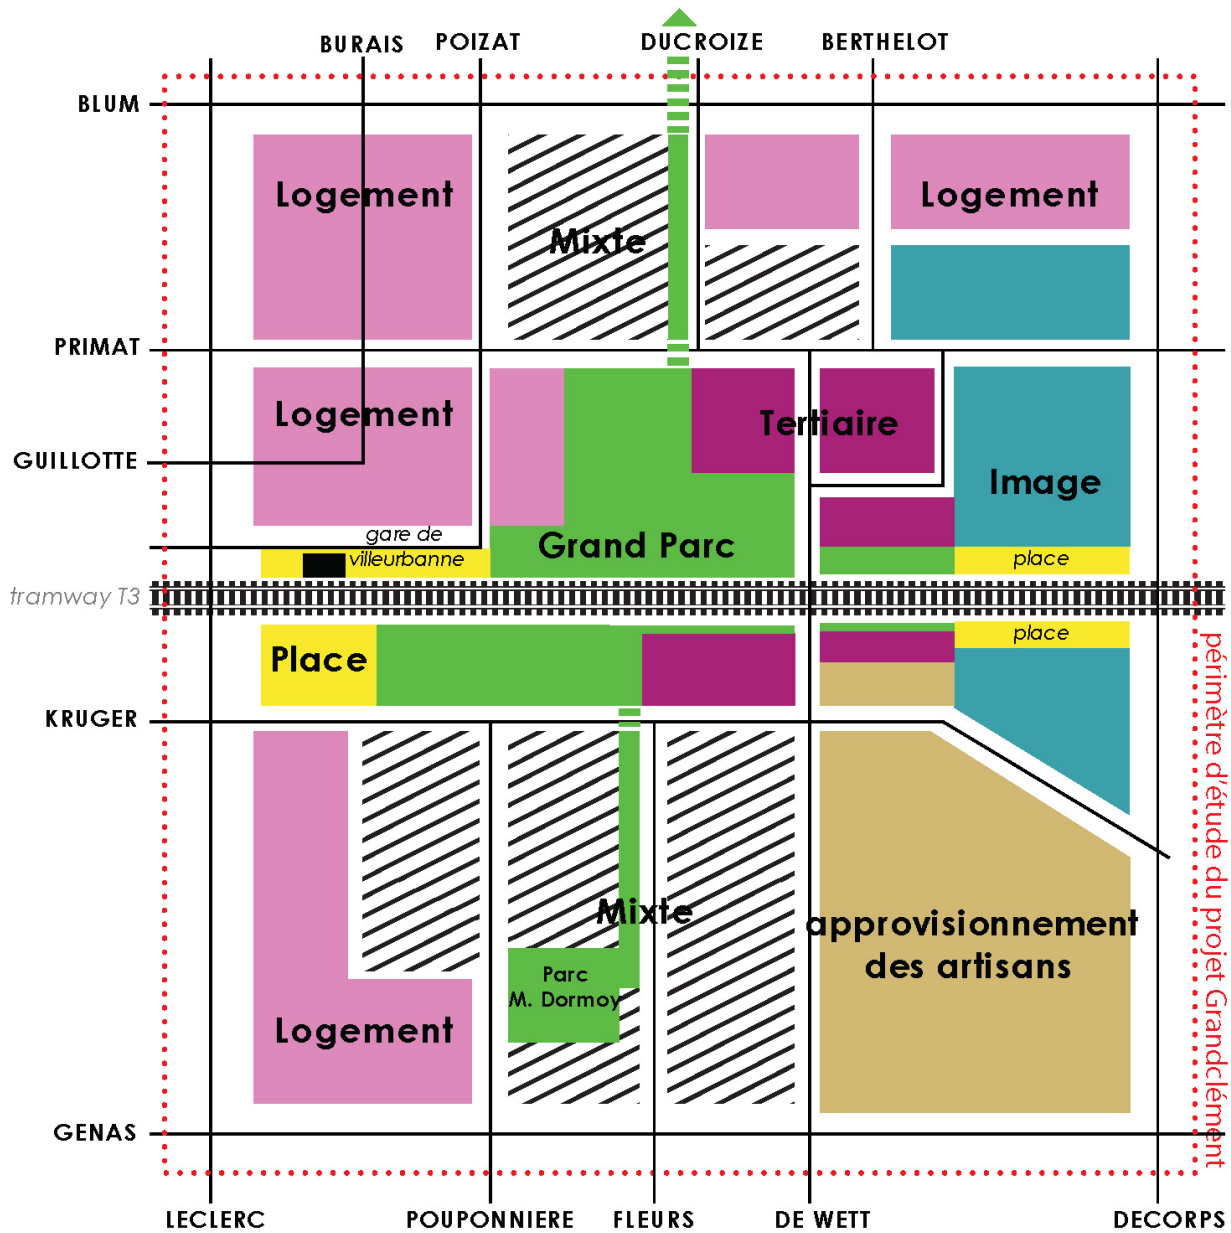 BURAIS
POIZAT
DUCROIZE
BERTHELOT
BLUM
Logement
Mixte
Logement
PRIMAT
Logement
Tertiaire
GUILLOTTE
Image
gare de
villeurbanne
Grand Parc
place
tramway T3
place
Place
KRUGER
périmètre d'étude du projet Grandclément
Mixte
approvisionnement
des artisans
Parc
M. Dormoy
Logement
GENAS
LECLERC
POUPONNIERE
FLEURS
DE WETT
DECORPS